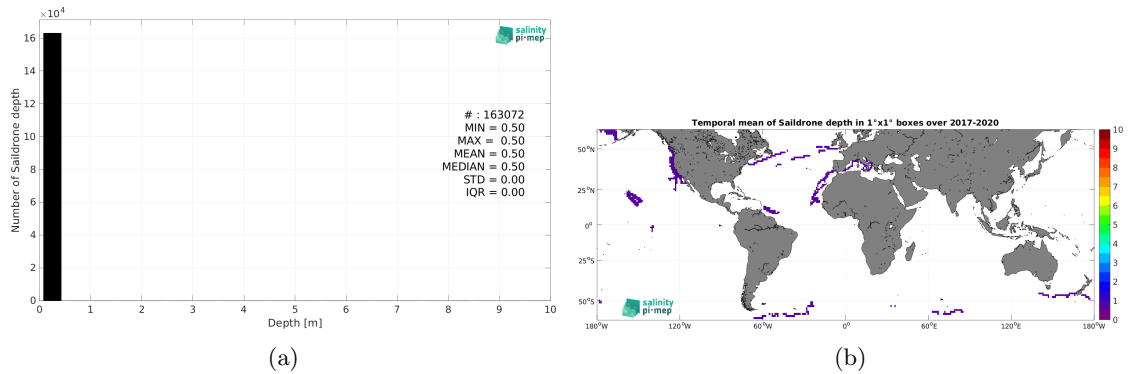 ×10⁴
salinity
pi-mep
16
14
12
10
8
6
4
2
0
Number of Saildrone depth
# : 163072
MIN = 0.50
MAX = 0.50
MEAN = 0.50
MEDIAN = 0.50
STD = 0.00
IQR = 0.00
0 1 2 3 4 5 6 7 8 9 10
Depth [m]
(a)
Temporal mean of Saildrone depth in 1°x1° boxes over 2017-2020
50°N
25°N
0°
25°S
50°S
salinity
pi-mep
180°W 120°W 60°W 0° 60°W 120°W 180°W
10
9
8
7
6
5
4
3
2
1
0
(b)